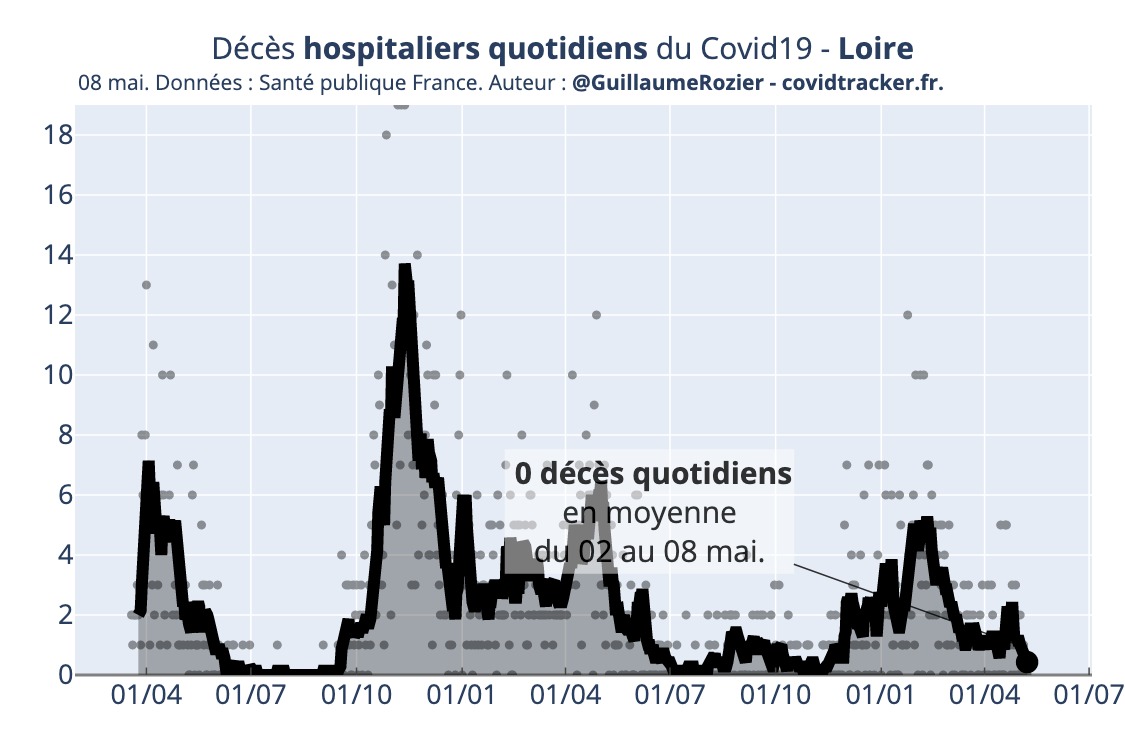 Décès hospitaliers quotidiens du Covid19 - Loire
08 mai. Données : Santé publique France. Auteur : @GuillaumeRozier - covidtracker.fr.
18
16
14
12
10
8
6
4
2
0
0 décès quotidiens
en moyenne
du 02 au 08 mai.
01/04 01/07 01/10 01/01 01/04 01/07 01/10 01/01 01/04 01/07